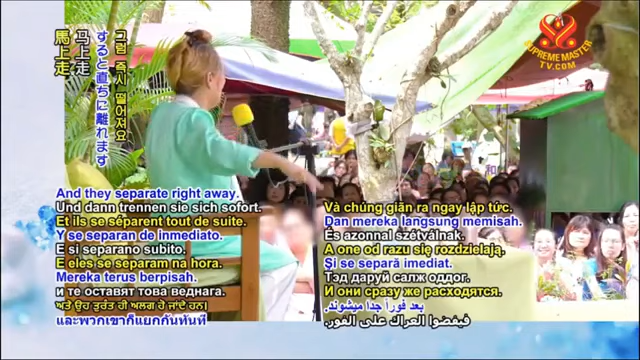 馬上走
马上走
すると直ちに離れます
그럼 즉시 떨어져요
SUPREME MASTER
TV.COM
And they separate right away.
Und dann trennen sie sich sofort.
Et ils se séparent tout de suite.
Y se separan de inmediato.
E si separano subito.
E eles se separam na hora.
Mereka terus berpisah.
и те оставят това веднага.
ਅਤੇ ਉਹ ਤੁਰੰਤ ਹੀ ਅਲਗ ਹੋ ਜਾਂਦੇ ਹਨ।
และพวกเขาก็แยกกันทันที
Và chúng giãn ra ngay lập tức.
Dan mereka langsung memisah.
És azonnal szétválnak.
A one od razu się rozdzielają.
Şi se separă imediat.
Тэд даруй салж оддог.
И они сразу же расходятся.
بعد فوراً جدا میشوند.
فيفضوا العراك على الفور.